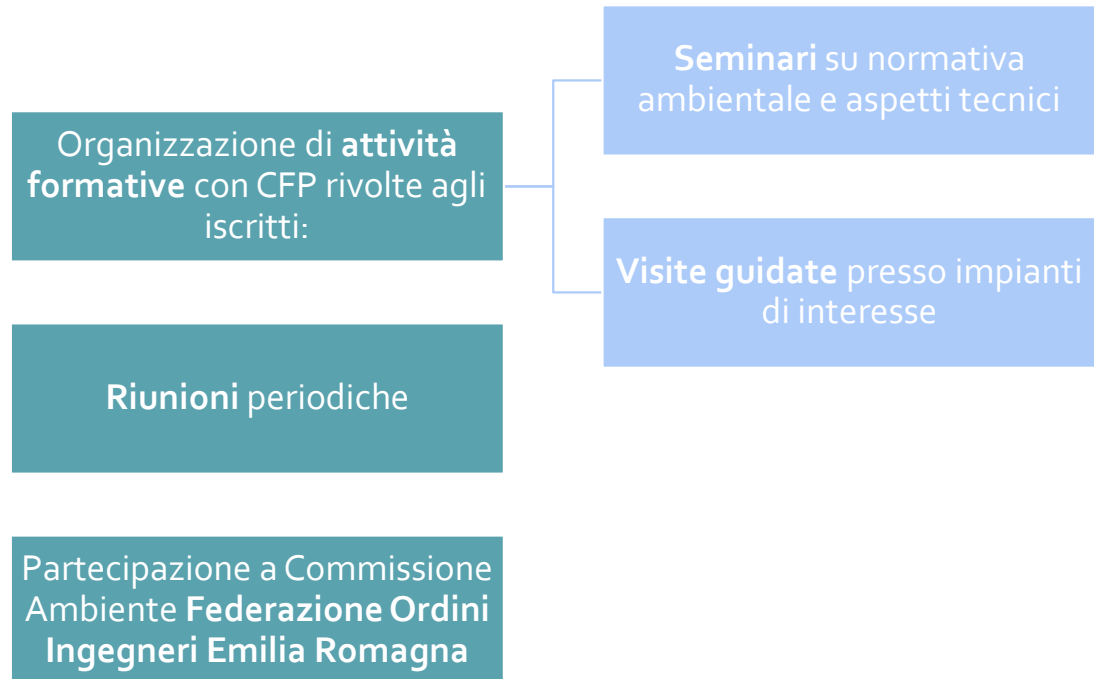 Organizzazione di attività
formative con CFP rivolte agli
iscritti:
Seminari su normativa
ambientale e aspetti tecnici
Visite guidate presso impianti
di interesse
Riunioni periodiche
Partecipazione a Commissione
Ambiente Federazione Ordini
Ingegneri Emilia Romagna